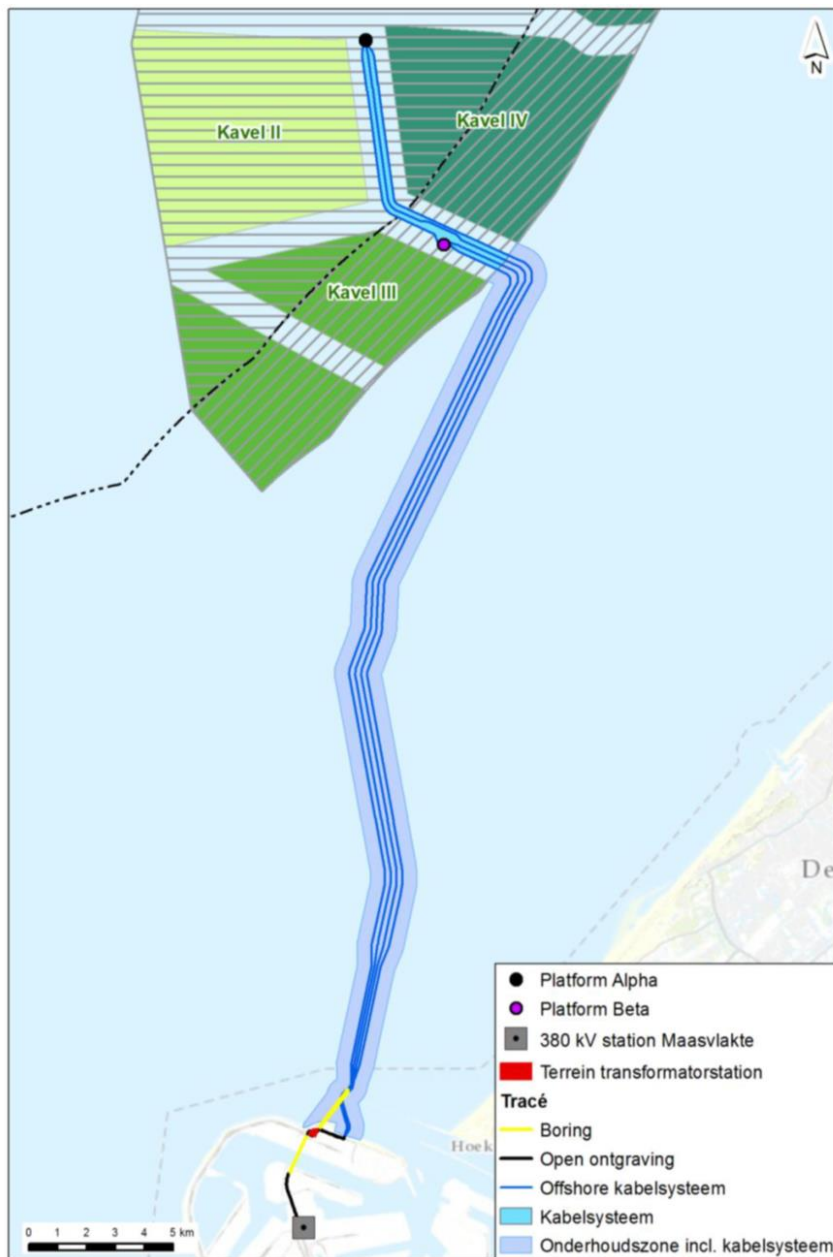 N
Kavel II
Kavel IV
Kavel III
De
Hoek
Platform Alpha
Platform Beta
380 kV station Maasvlakte
Terrein transformatorstation
Tracé
Boring
Open ontgraving
Offshore kabelsysteem
Kabelsysteem
Onderhoudszone incl. kabelsysteem
0 1 2 3 4 5 km